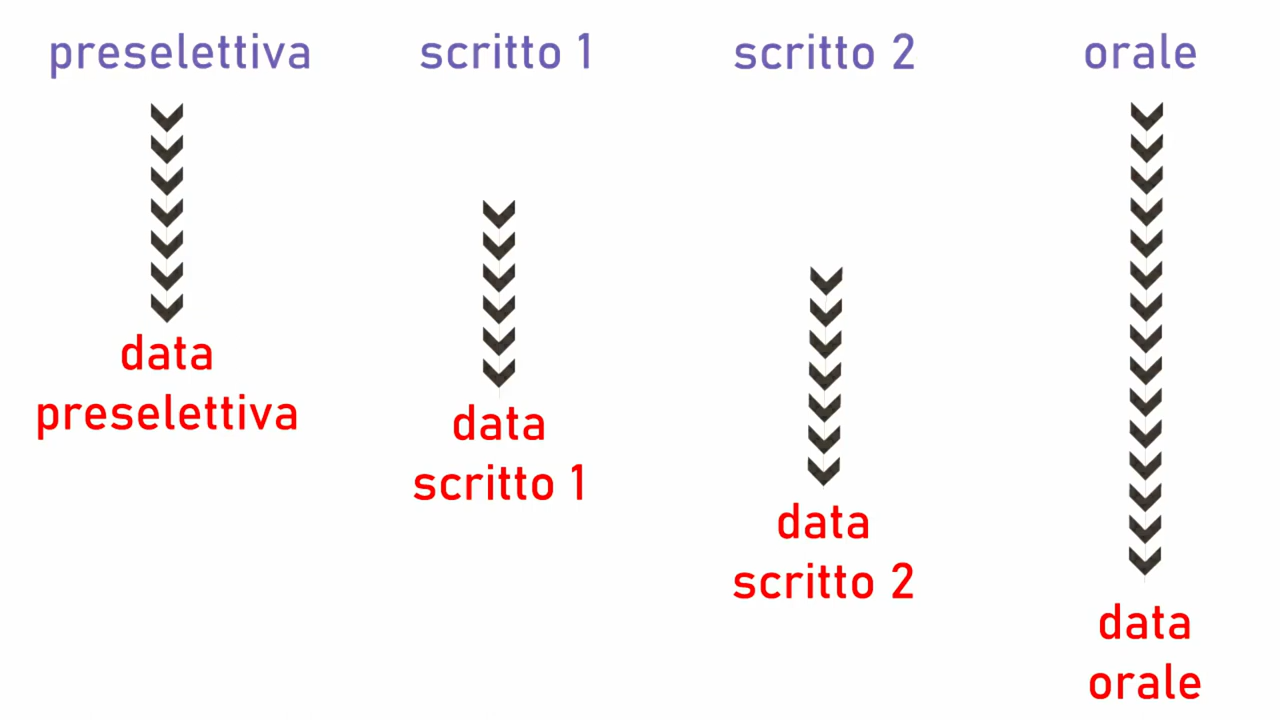 preselettiva
scritto 1
scritto 2
orale
data
preselettiva
data
scritto 1
data
scritto 2
data
orale